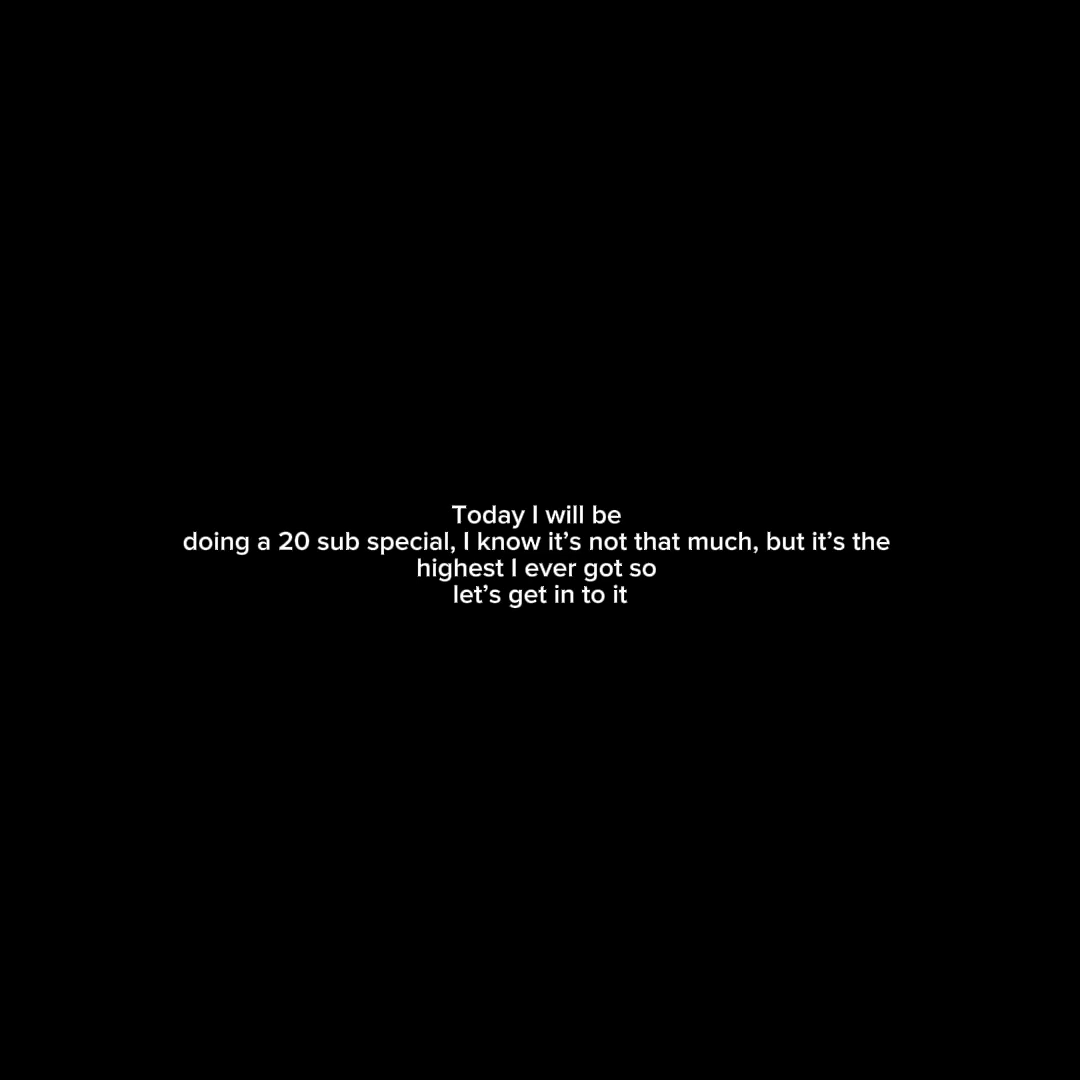 Today I will be
doing a 20 sub special, I know it’s not that much, but it’s the
highest I ever got so
let’s get in to it